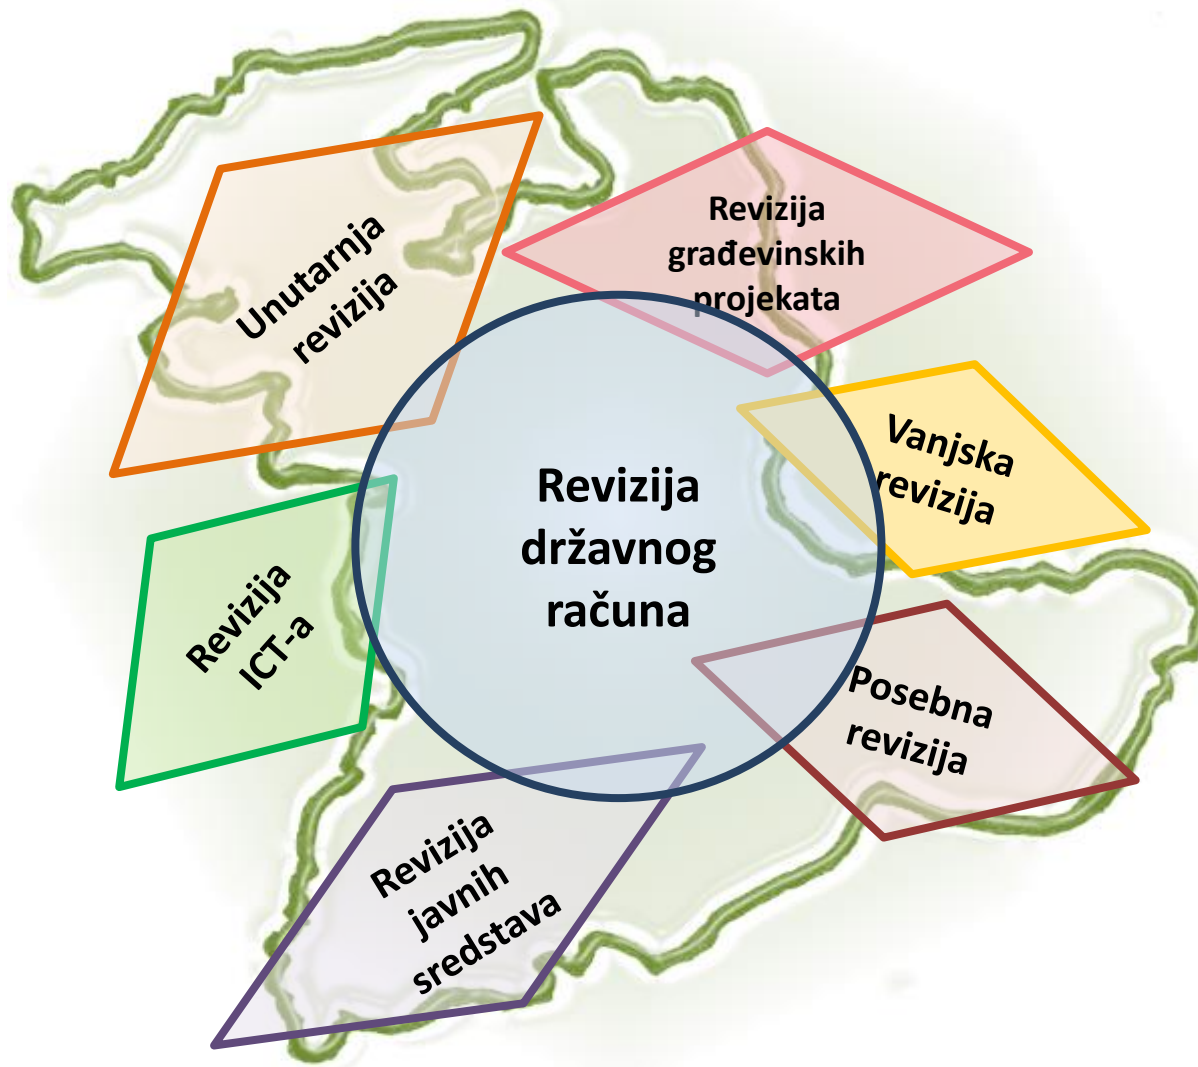 Unutarnja
revizija
Revizija
građevinskih
projekata
Vanjska
revizija
Revizija
državnog
računa
Revizija
ICT-a
Posebna
revizija
Revizija
javnih
sredstava